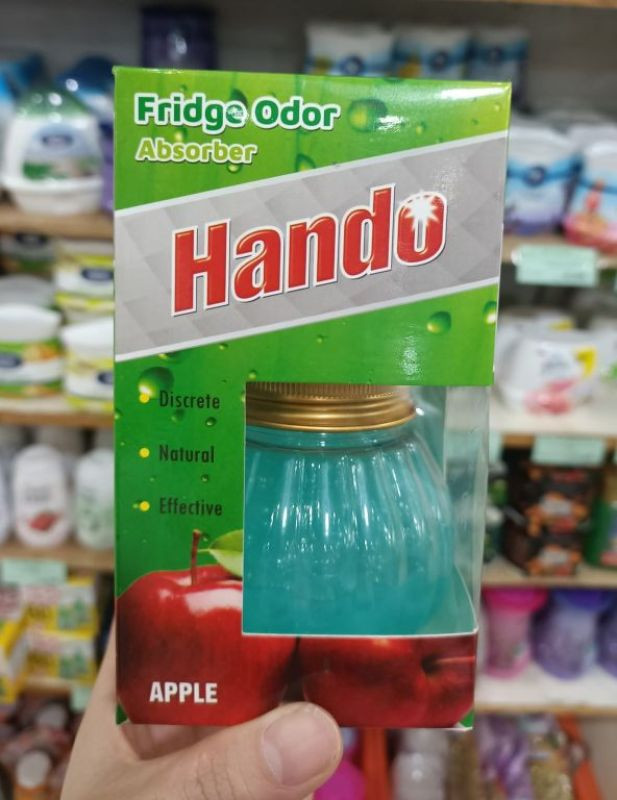 Fridge Odor
Absorber
Hando
Discrete
Natural
Effective
APPLE